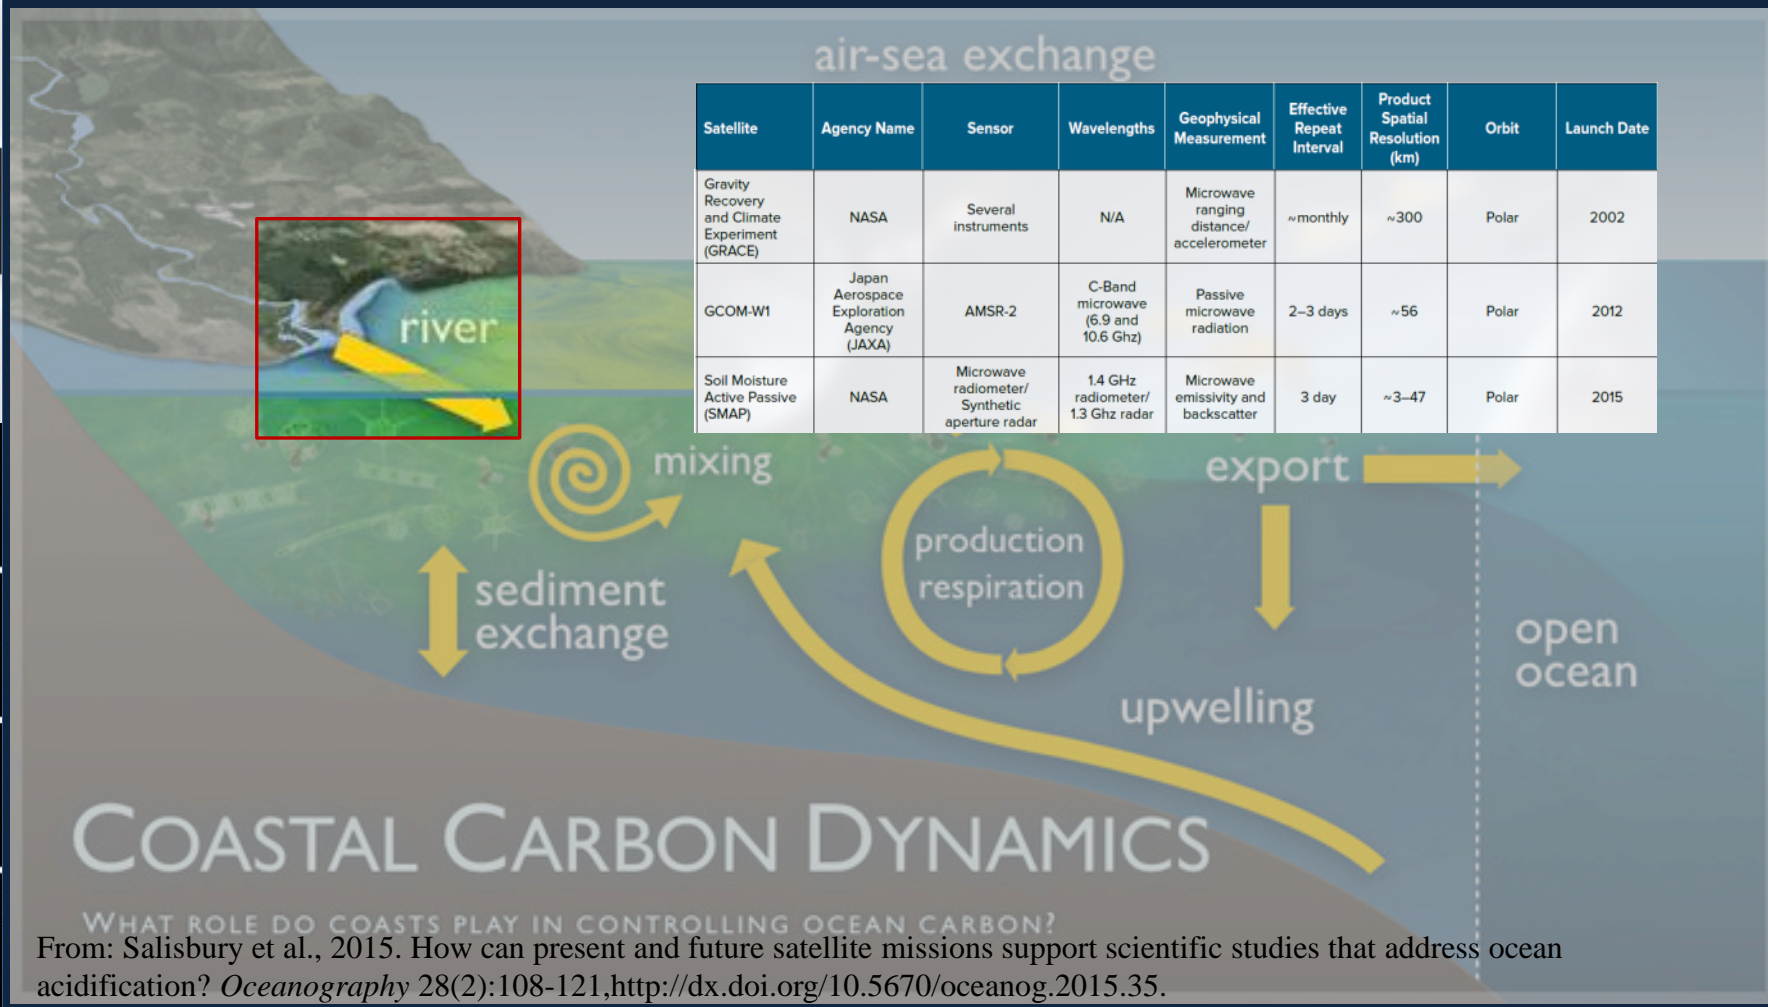 air-sea exchange
Satellite
Agency Name
Sensor
Wavelengths
Geophysical
Measurement
Effective
Repeat
Interval
Product
Spatial
Resolution
(km)
Orbit
Launch Date
Gravity
Recovery
and Climate
Experiment
(GRACE)
NASA
Several
instruments
N/A
Microwave
ranging
distance/
accelerometer
~monthly
~300
Polar
2002
GCOM-W1
Japan
Aerospace
Exploration
Agency
(JAXA)
AMSR-2
C-Band
microwave
(6.9 and
10.6 Ghz)
Passive
microwave
radiation
2–3 days
~56
Polar
2012
Soil Moisture
Active Passive
(SMAP)
NASA
Microwave
radiometer/
Synthetic
aperture radar
1.4 GHz
radiometer/
1.3 Ghz radar
Microwave
emissivity and
backscatter
3 day
~3–47
Polar
2015
river
mixing
export
production
respiration
sediment
exchange
open
ocean
upwelling
COASTAL CARBON DYNAMICS
WHAT ROLE DO COASTS PLAY IN CONTROLLING OCEAN CARBON?
From: Salisbury et al., 2015. How can present and future satellite missions support scientific studies that address ocean
acidification? Oceanography 28(2):108-121,http://dx.doi.org/10.5670/oceanog.2015.35.